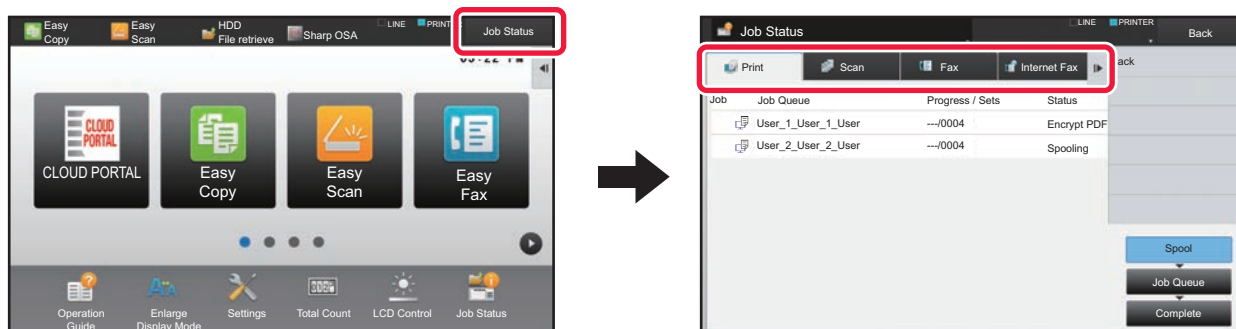 Easy Copy
Easy Scan
HDD File retrieve
Sharp OSA
LINE
PRINT
Job Status
CLOUD PORTAL
CLOUD PORTAL
Easy Copy
Easy Scan
Easy Fax
Operation Guide
Enlarge Display Mode
Settings
Total Count
LCD Control
Job Status
Job Status
LINE
PRINTER
Back
Print
Scan
Fax
Internet Fax
ack
Job
Job Queue
Progress / Sets
Status
User_1_User_1_User
---/0004
Encrypt PDF
User_2_User_2_User
---/0004
Spooling
Spool
Job Queue
Complete